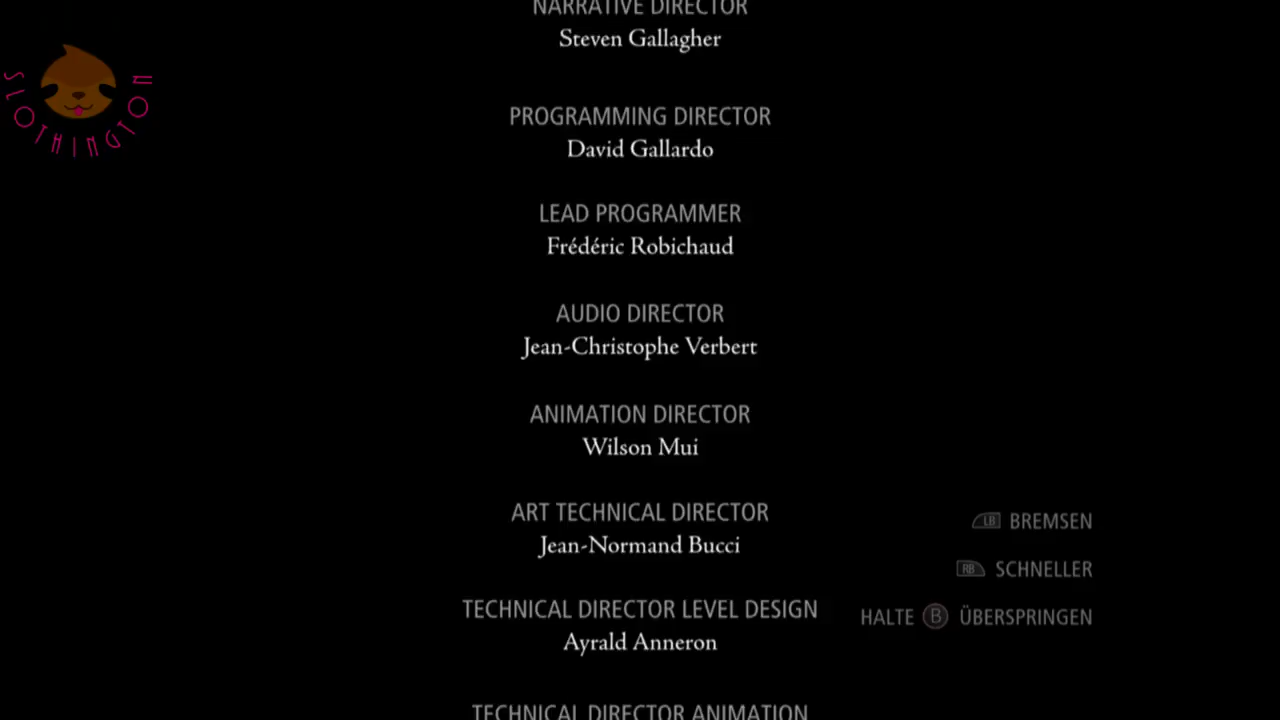 NARRATIVE DIRECTOR
Steven Gallagher
SLOTHINGTON
PROGRAMMING DIRECTOR
David Gallardo
LEAD PROGRAMMER
Frédéric Robichaud
AUDIO DIRECTOR
Jean-Christophe Verbert
ANIMATION DIRECTOR
Wilson Mui
ART TECHNICAL DIRECTOR
Jean-Normand Bucci
LB BREMSEN
RB SCHNELLER
TECHNICAL DIRECTOR LEVEL DESIGN
Ayrald Anneron
HALTE B ÜBERSPRINGEN
TECHNICAL DIRECTOR ANIMATION